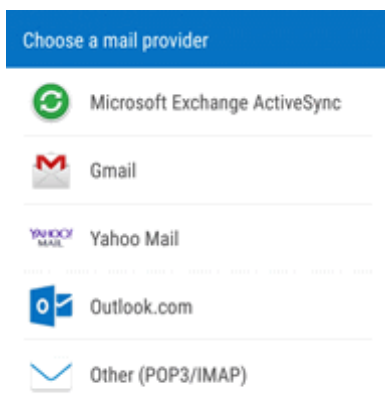 Choose a mail provider
Microsoft Exchange ActiveSync
Gmail
YAHOO!
MAIL
Yahoo Mail
Outlook.com
Other (POP3/IMAP)